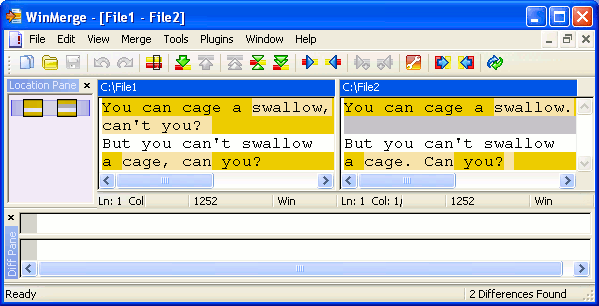 WinMerge - [File1 - File2]
File Edit View Merge Tools Plugins Window Help
Location Pane
C:\File1
You can cage a swallow,
can't you?
But you can't swallow
a cage, can you?
Ln: 1 Col 1252 Win
C:\File2
You can cage a swallow.
But you can't swallow
a cage. Can you?
Ln: 1 Col: 1/ 1252 Win
Diff Pane
Ready 2 Differences Found